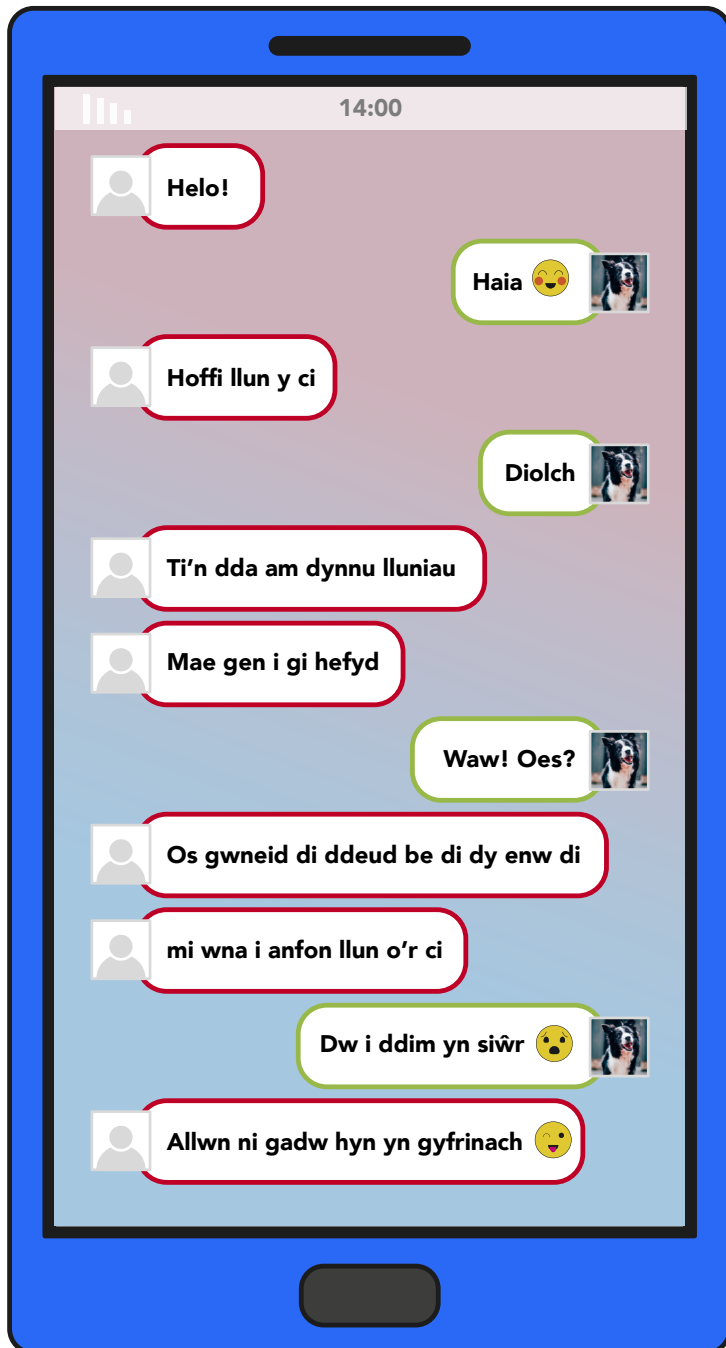 14:00
Helo!
Haia
Hoffi llun y ci
Diolch
Ti’n dda am dynnu lluniau
Mae gen i gi hefyd
Waw! Oes?
Os gwneid di ddeud be di dy enw di
mi wna i anfon llun o’r ci
Dw i ddim yn siŵr
Allwn ni gadw hyn yn gyfrinach